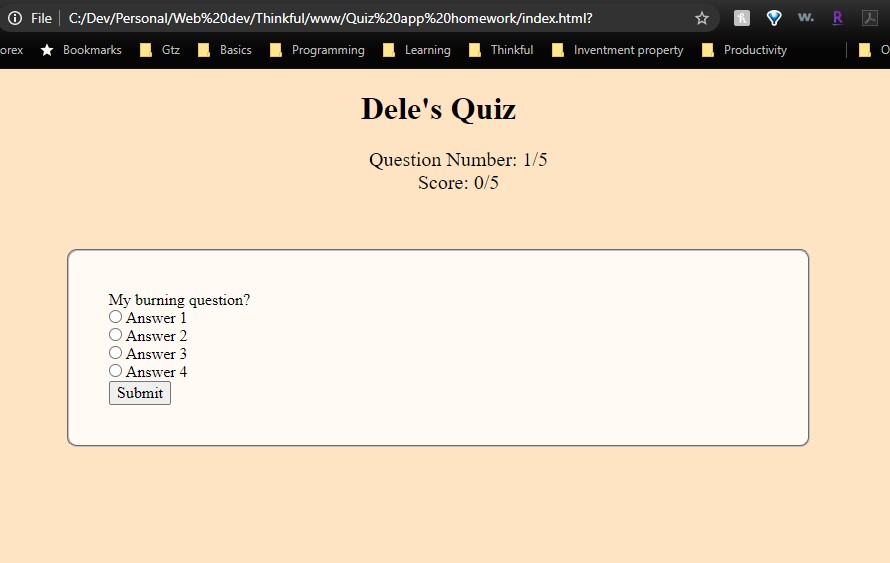 File C:/Dev/Personal/Web%20dev/Thinkful/www/Quiz%20app%20homework/index.html? w. R
orex Bookmarks Gtz Basics Programming Learning Thinkful Inventment property Productivity O
Dele's Quiz
Question Number: 1/5
Score: 0/5
My burning question?
Answer 1
Answer 2
Answer 3
Answer 4
Submit